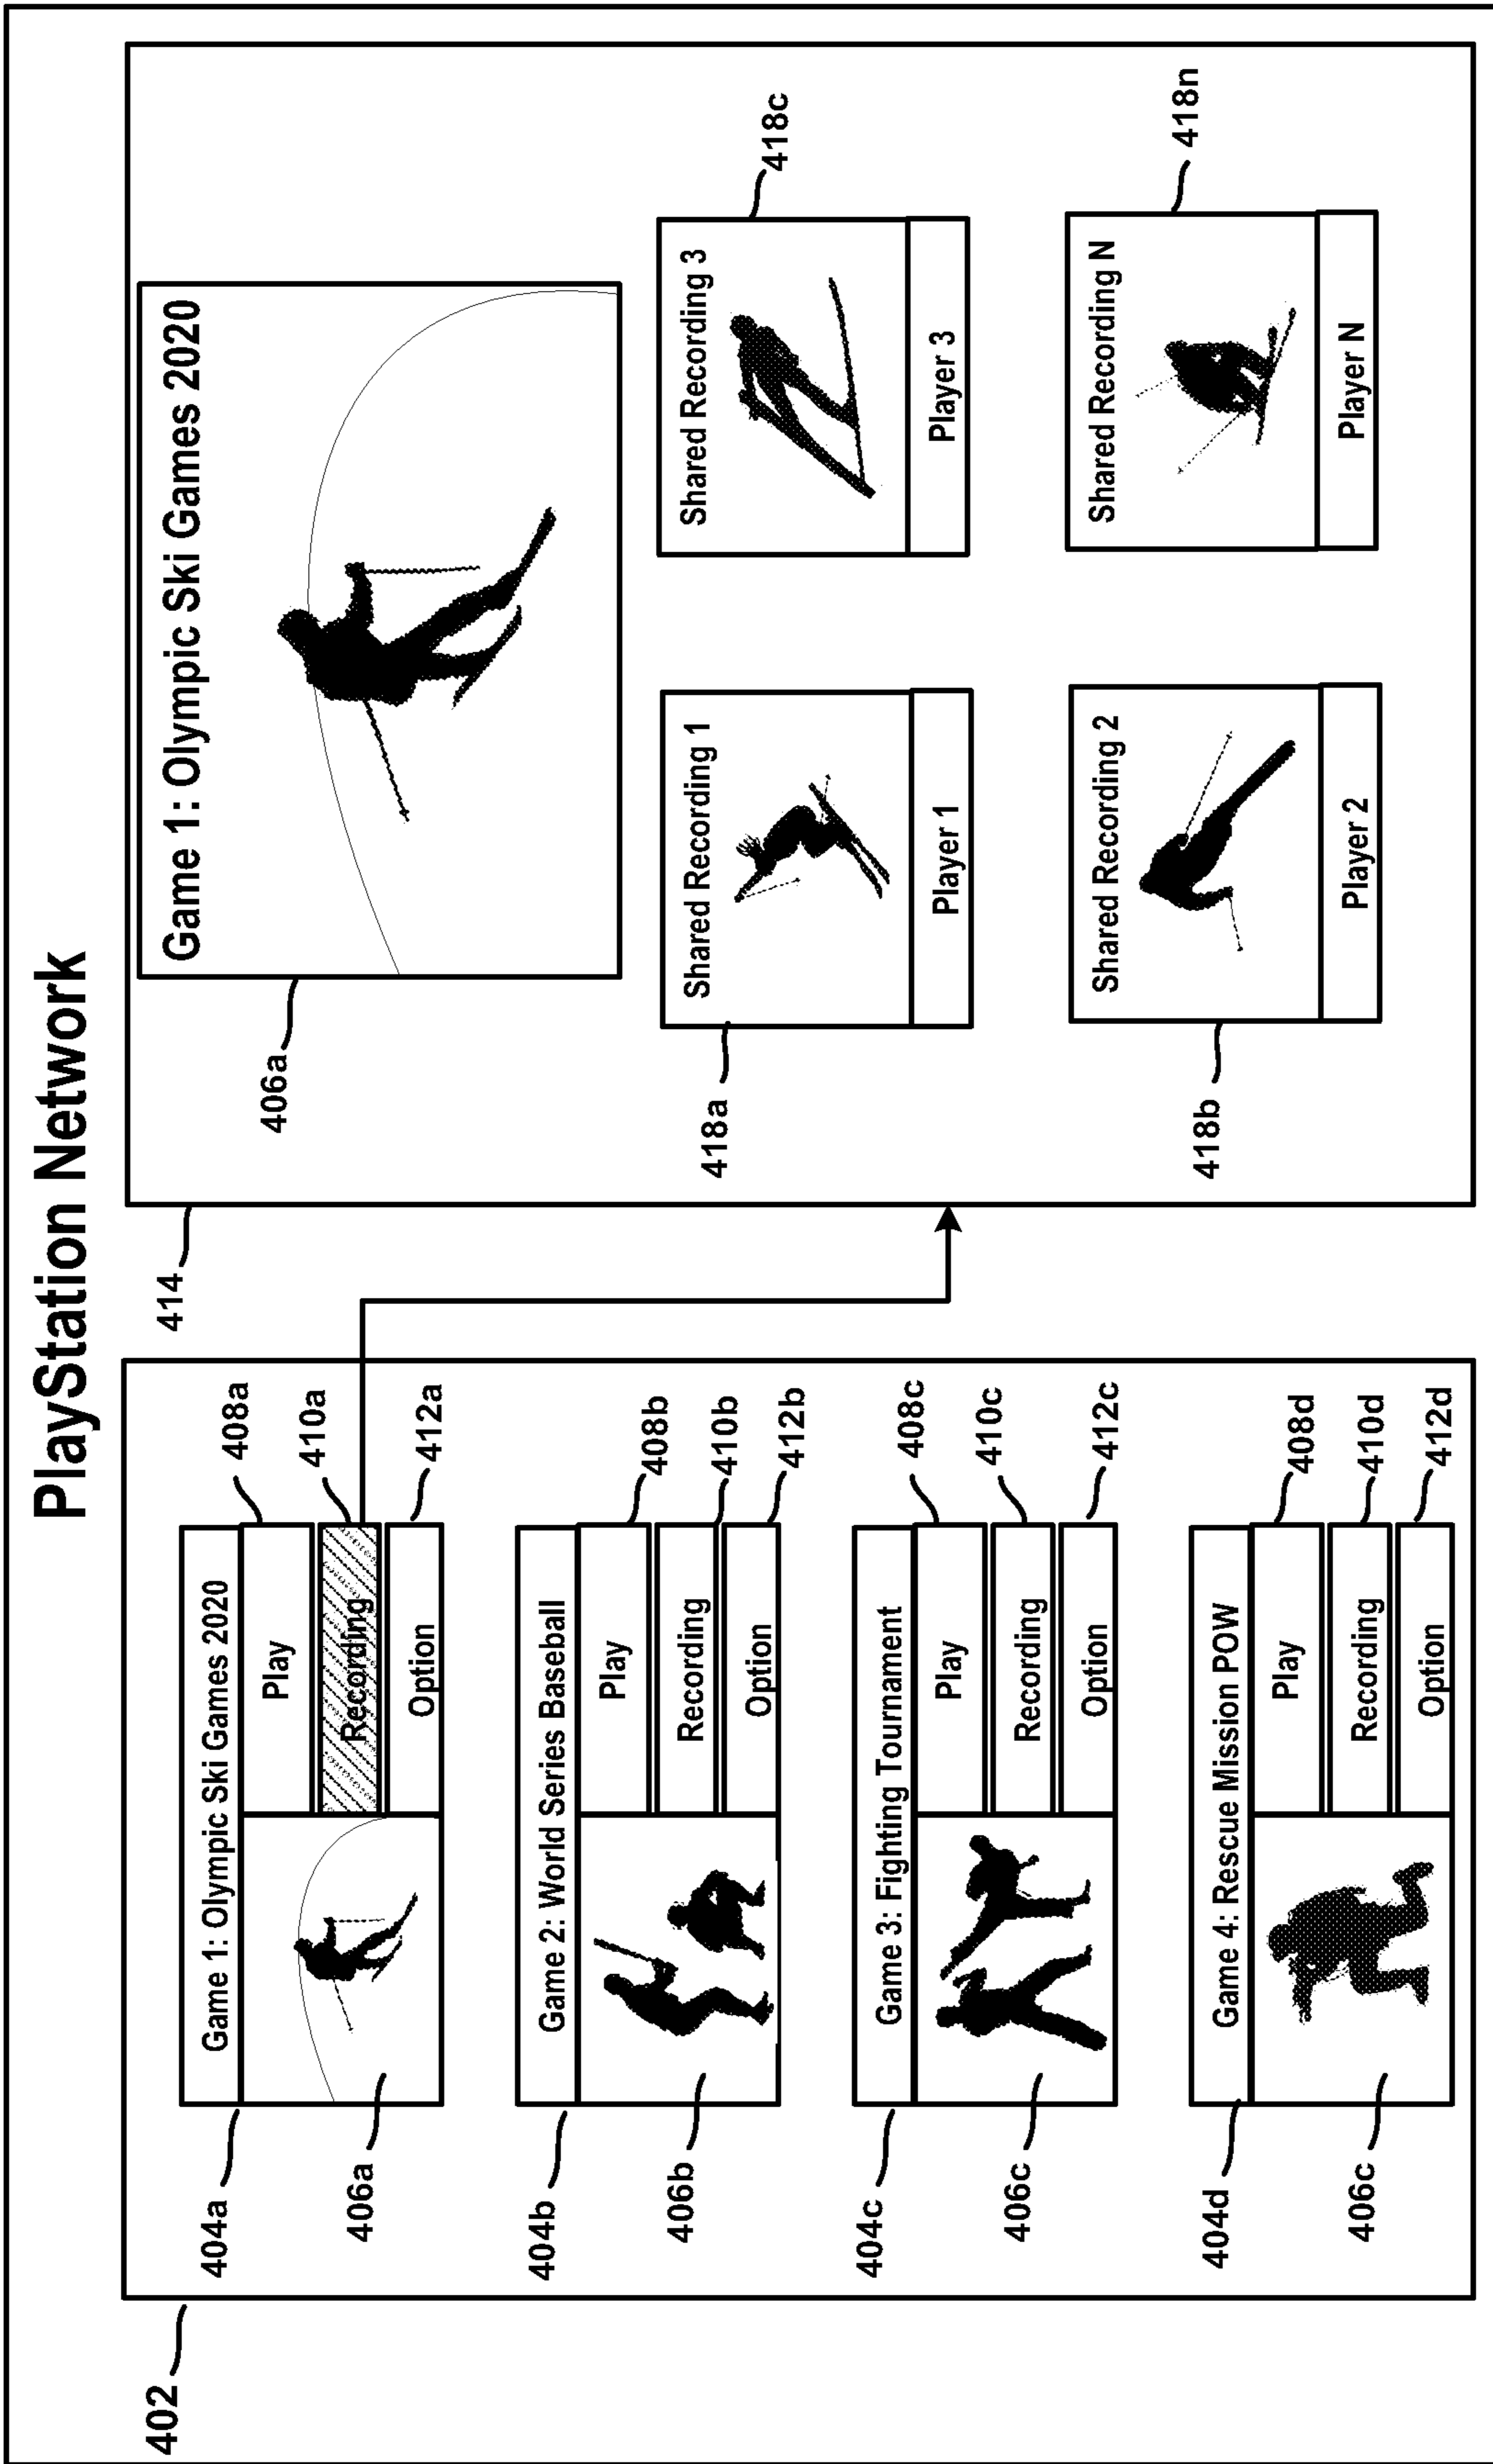 PlayStation Network
402
404a
Game 1: Olympic Ski Games 2020
406a
Play
408a
Recording
410a
Option
412a
404b
Game 2: World Series Baseball
406b
Play
408b
Recording
410b
Option
412b
404c
Game 3: Fighting Tournament
406c
Play
408c
Recording
410c
Option
412c
404d
Game 4: Rescue Mission POW
406c
Play
408d
Recording
410d
Option
412d
414
406a
Game 1: Olympic Ski Games 2020
418a
Shared Recording 1
Player 1
Shared Recording 3
Player 3
418c
418b
Shared Recording 2
Player 2
Shared Recording N
Player N
418n